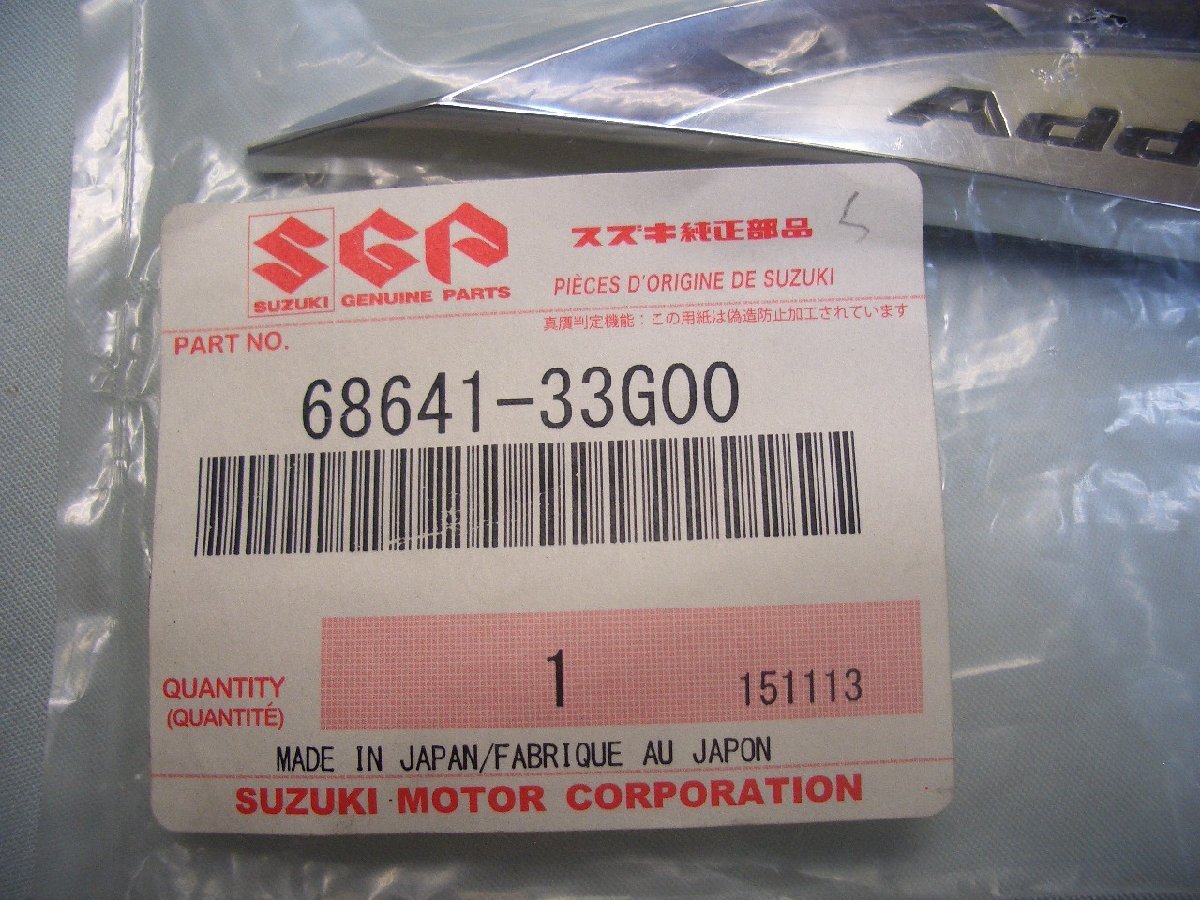 Add
SGP
SUZUKI GENUINE PARTS
スズキ純正部品
5
PIÈCES D'ORIGINE DE SUZUKI
真贋判定機能：この用紙は偽造防止加工されています
PART NO.
68641-33G00
QUANTITY
(QUANTITÉ)
1
151113
MADE IN JAPAN/FABRIQUE AU JAPON
SUZUKI MOTOR CORPORATION